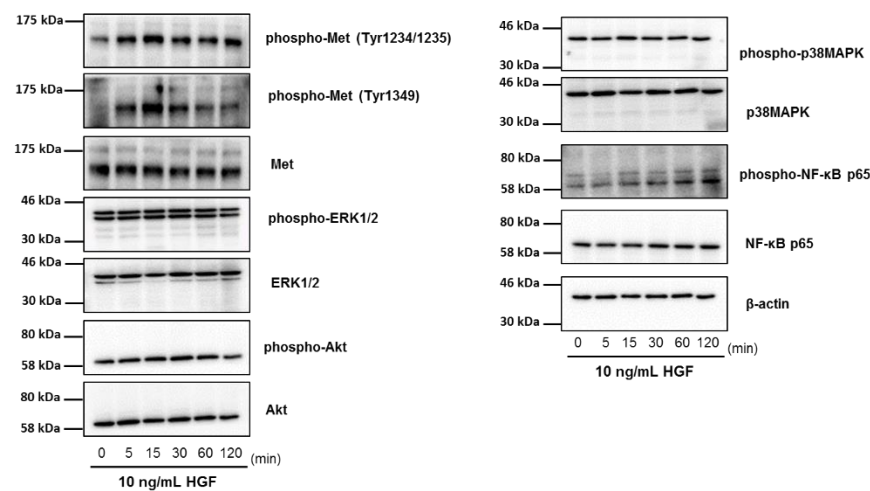 175 kDa
phospho-Met (Tyr1234/1235)
175 kDa
phospho-Met (Tyr1349)
175 kDa
Met
46 kDa
phospho-ERK1/2
30 kDa
46 kDa
ERK1/2
30 kDa
80 kDa
phospho-Akt
58 kDa
80 kDa
Akt
58 kDa
0 5 15 30 60 120 (min)
10 ng/mL HGF
46 kDa
phospho-p38MAPK
30 kDa
46 kDa
p38MAPK
30 kDa
80 kDa
phospho-NF-κB p65
58 kDa
80 kDa
NF-κB p65
58 kDa
46 kDa
β-actin
30 kDa
0 5 15 30 60 120 (min)
10 ng/mL HGF